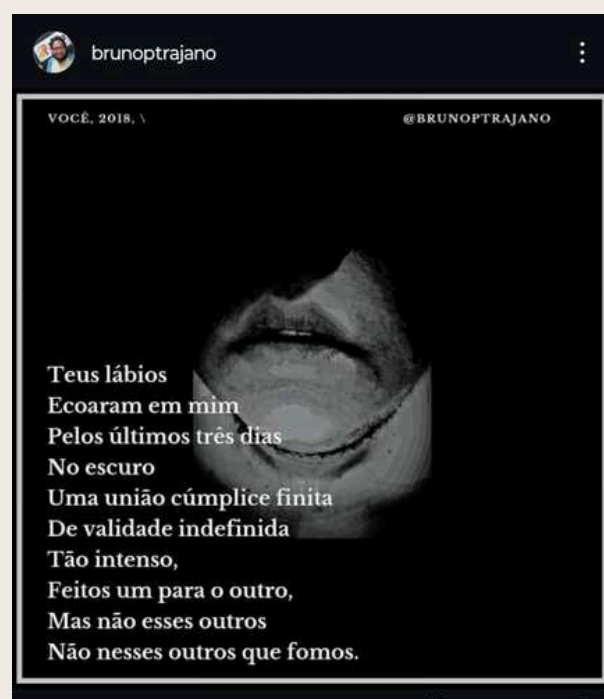 brunoptrajano
VOCÊ, 2018, \
@BRUNOPTRAJANO
Teus lábios
Ecoaram em mim
Pelos últimos três dias
No escuro
Uma união cúmplice finita
De validade indefinida
Tão intenso,
Feitos um para o outro,
Mas não esses outros
Não nesses outros que fomos.